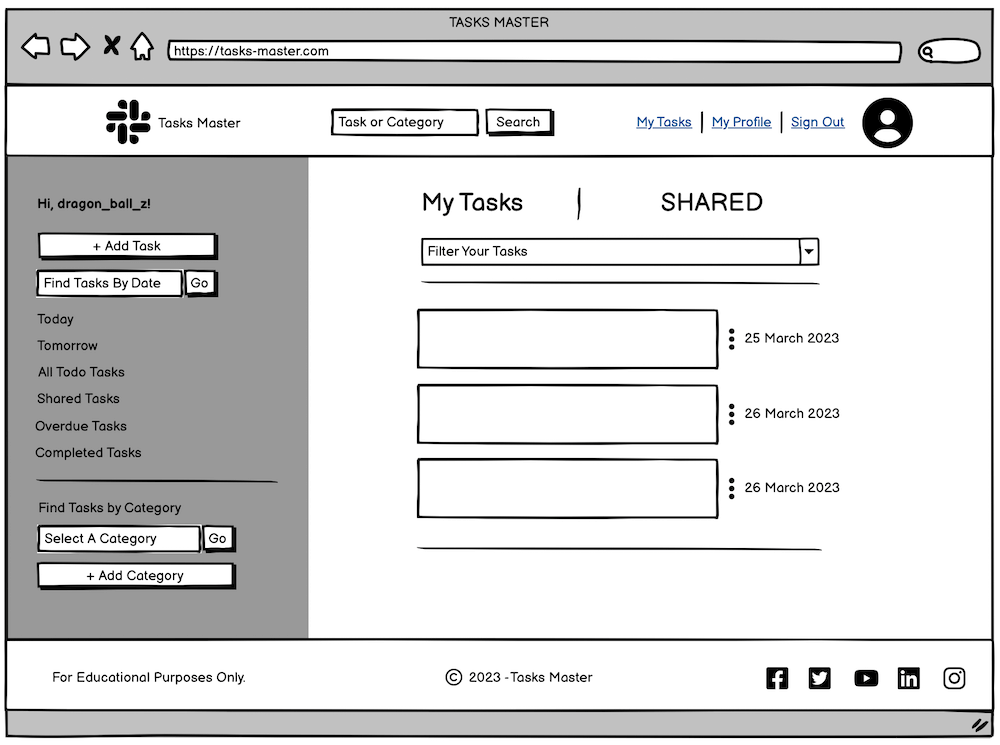 TASKS MASTER
https://tasks-master.com
Tasks Master
Task or Category
Search
My Tasks
My Profile
Sign Out
Hi, dragon_ball_z!
+ Add Task
Find Tasks By Date
Go
Today
Tomorrow
All Todo Tasks
Shared Tasks
Overdue Tasks
Completed Tasks
Find Tasks by Category
Select A Category
Go
+ Add Category
My Tasks
SHARED
Filter Your Tasks
25 March 2023
26 March 2023
26 March 2023
For Educational Purposes Only.
© 2023 - Tasks Master